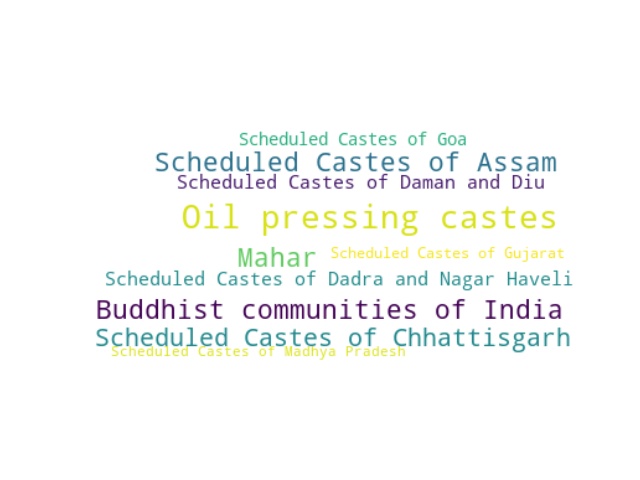 Scheduled Castes of Goa
Scheduled Castes of Assam
Scheduled Castes of Daman and Diu
Oil pressing castes
Mahar
Scheduled Castes of Gujarat
Scheduled Castes of Dadra and Nagar Haveli
Buddhist communities of India
Scheduled Castes of Chhattisgarh
Scheduled Castes of Madhya Pradesh